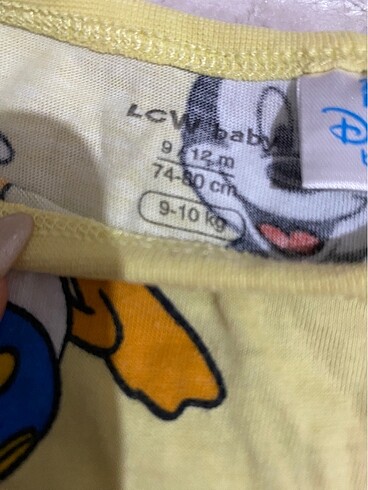 LCW baby
9 / 12 m
74-80 cm
9-10 kg